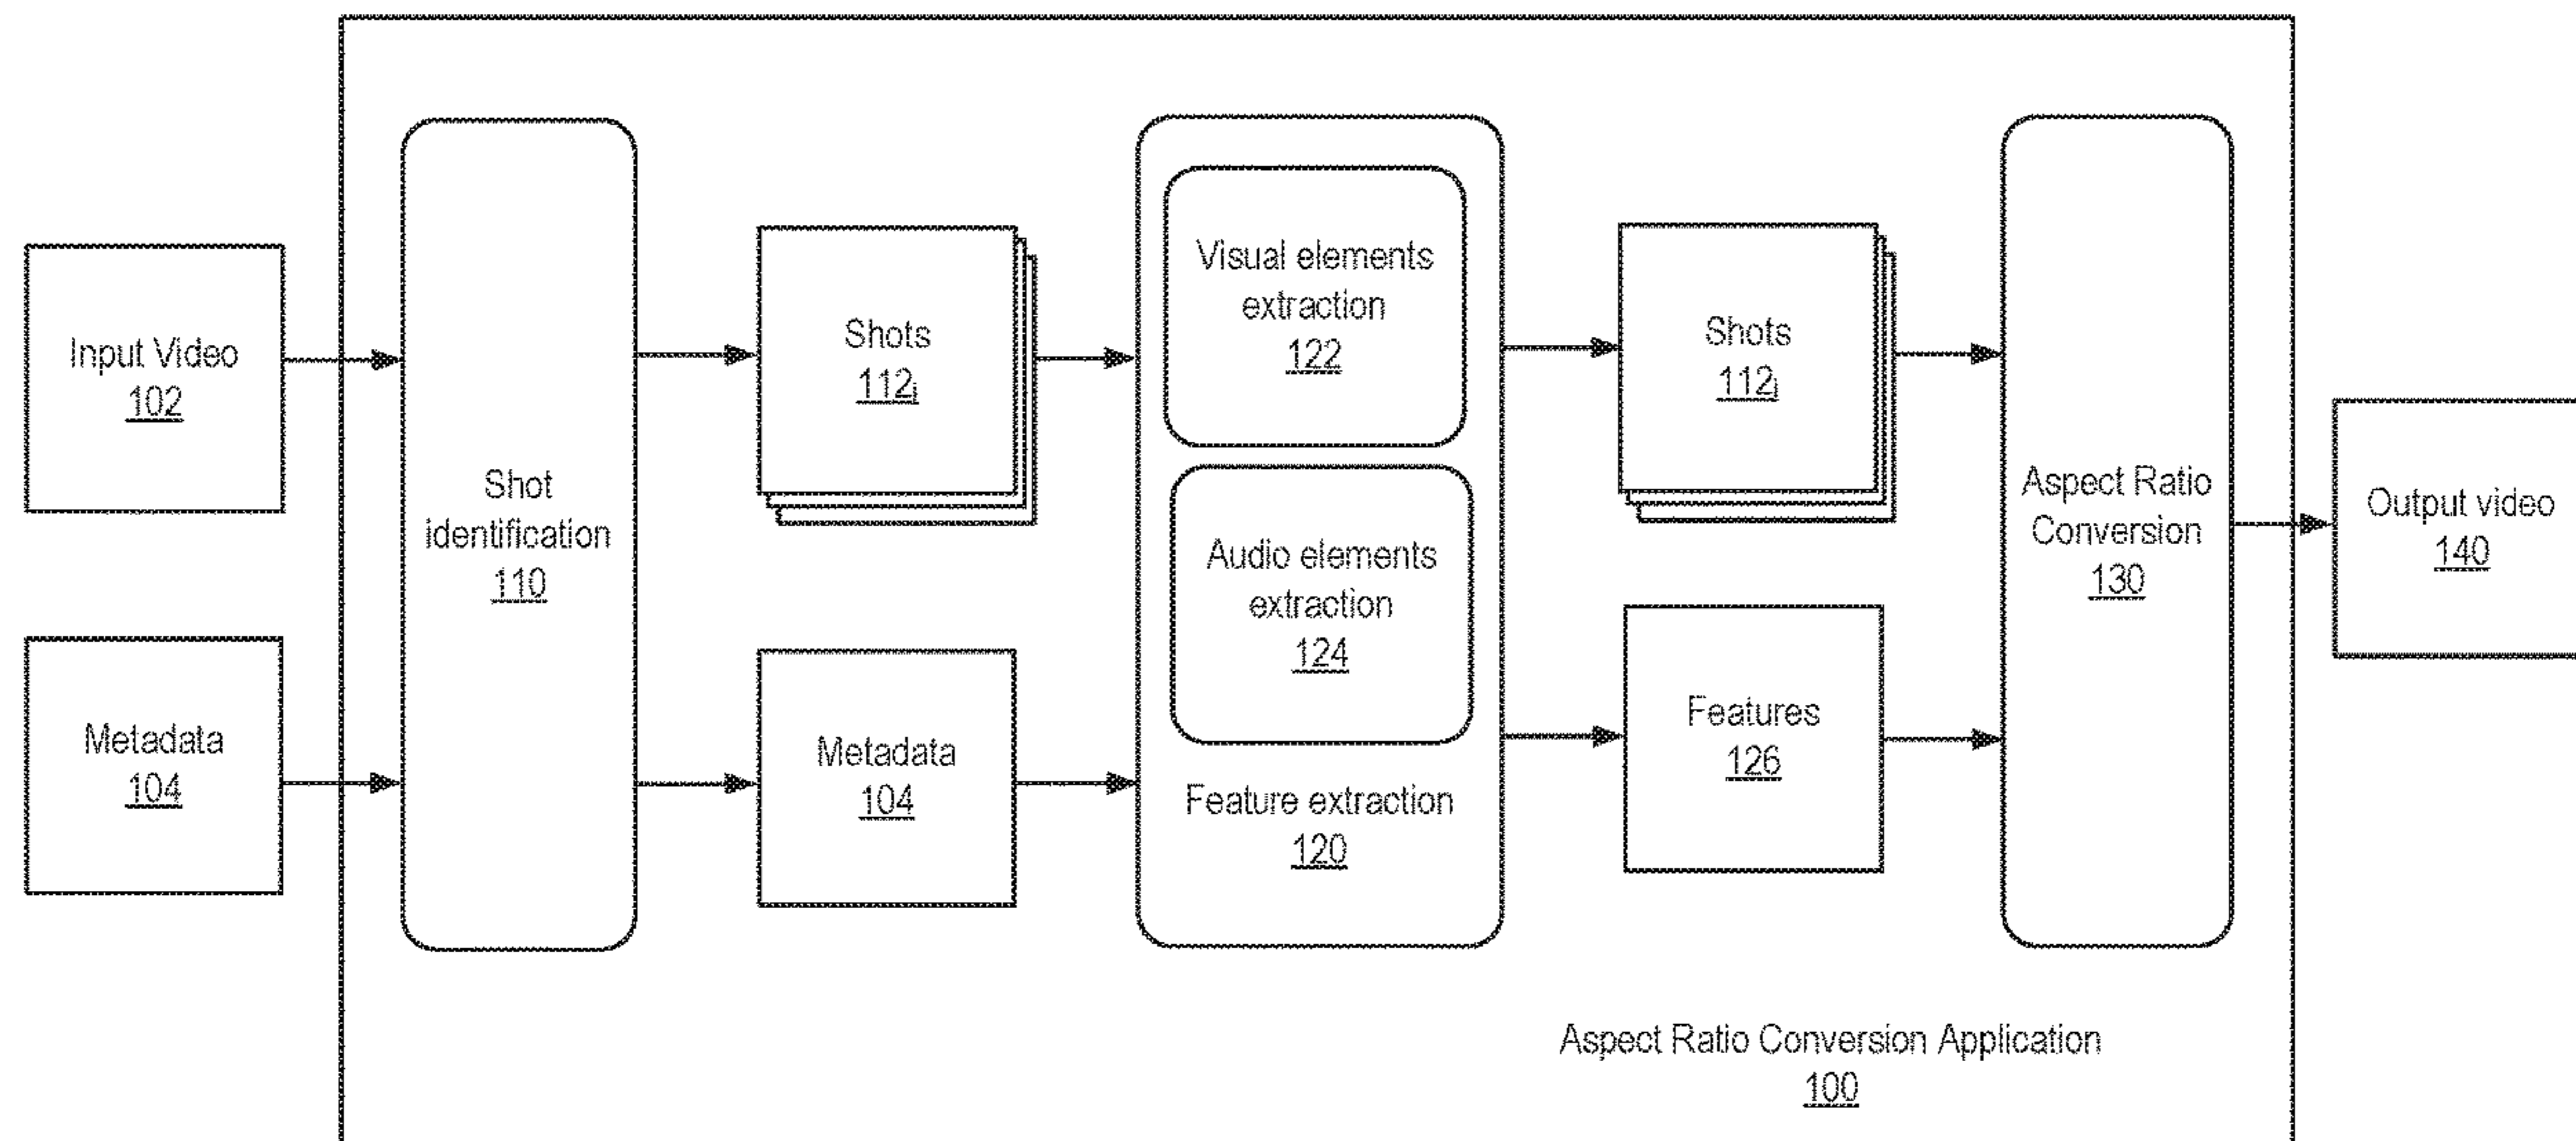 Input Video
102
Metadata
104
Shot
identification
110
Shots
112i
Metadata
104
Visual elements
extraction
122
Audio elements
extraction
124
Feature extraction
120
Shots
112i
Features
126
Aspect Ratio
Conversion
130
Output video
140
Aspect Ratio Conversion Application
100